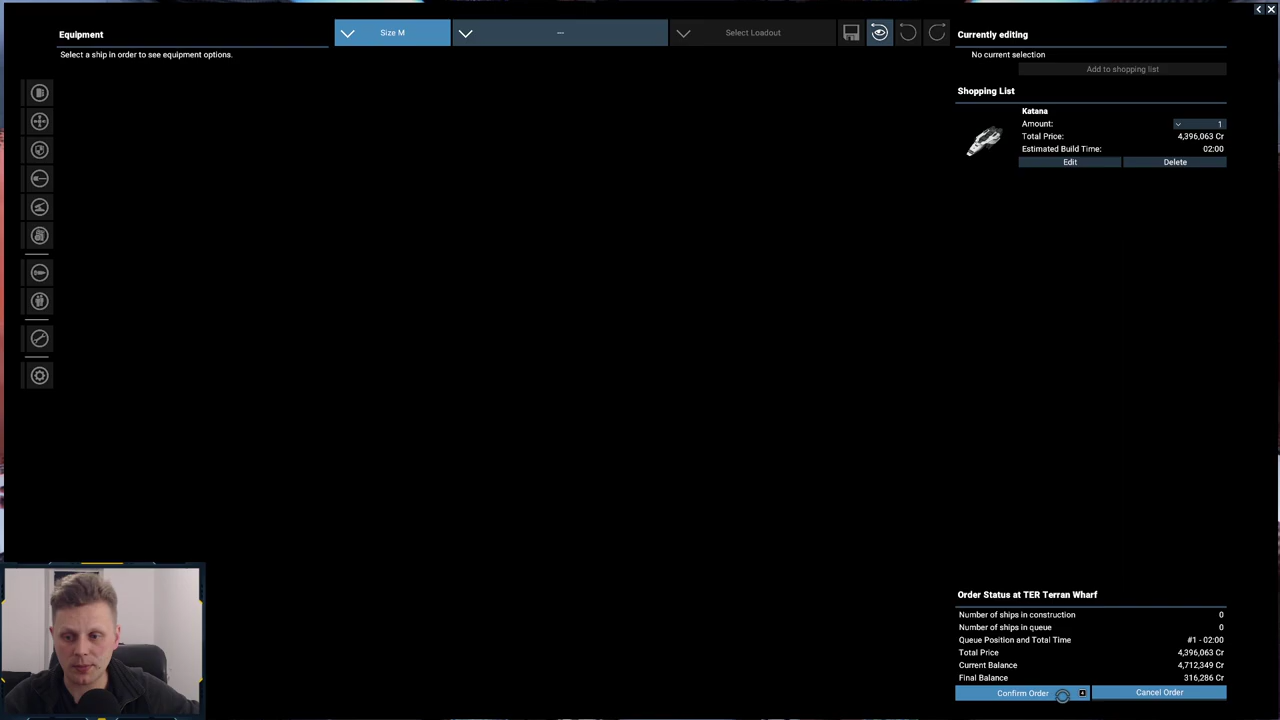 Equipment
Select a ship in order to see equipment options.
Size M
---
Select Loadout
Currently editing
No current selection
Add to shopping list
Shopping List
Katana
Amount: 1
Total Price: 4,396,063 Cr
Estimated Build Time: 02:00
Edit Delete
Order Status at TER Terran Wharf
Number of ships in construction 0
Number of ships in queue 0
Queue Position and Total Time #1 - 02:00
Total Price 4,396,063 Cr
Current Balance 4,712,349 Cr
Final Balance 316,286 Cr
Confirm Order Cancel Order